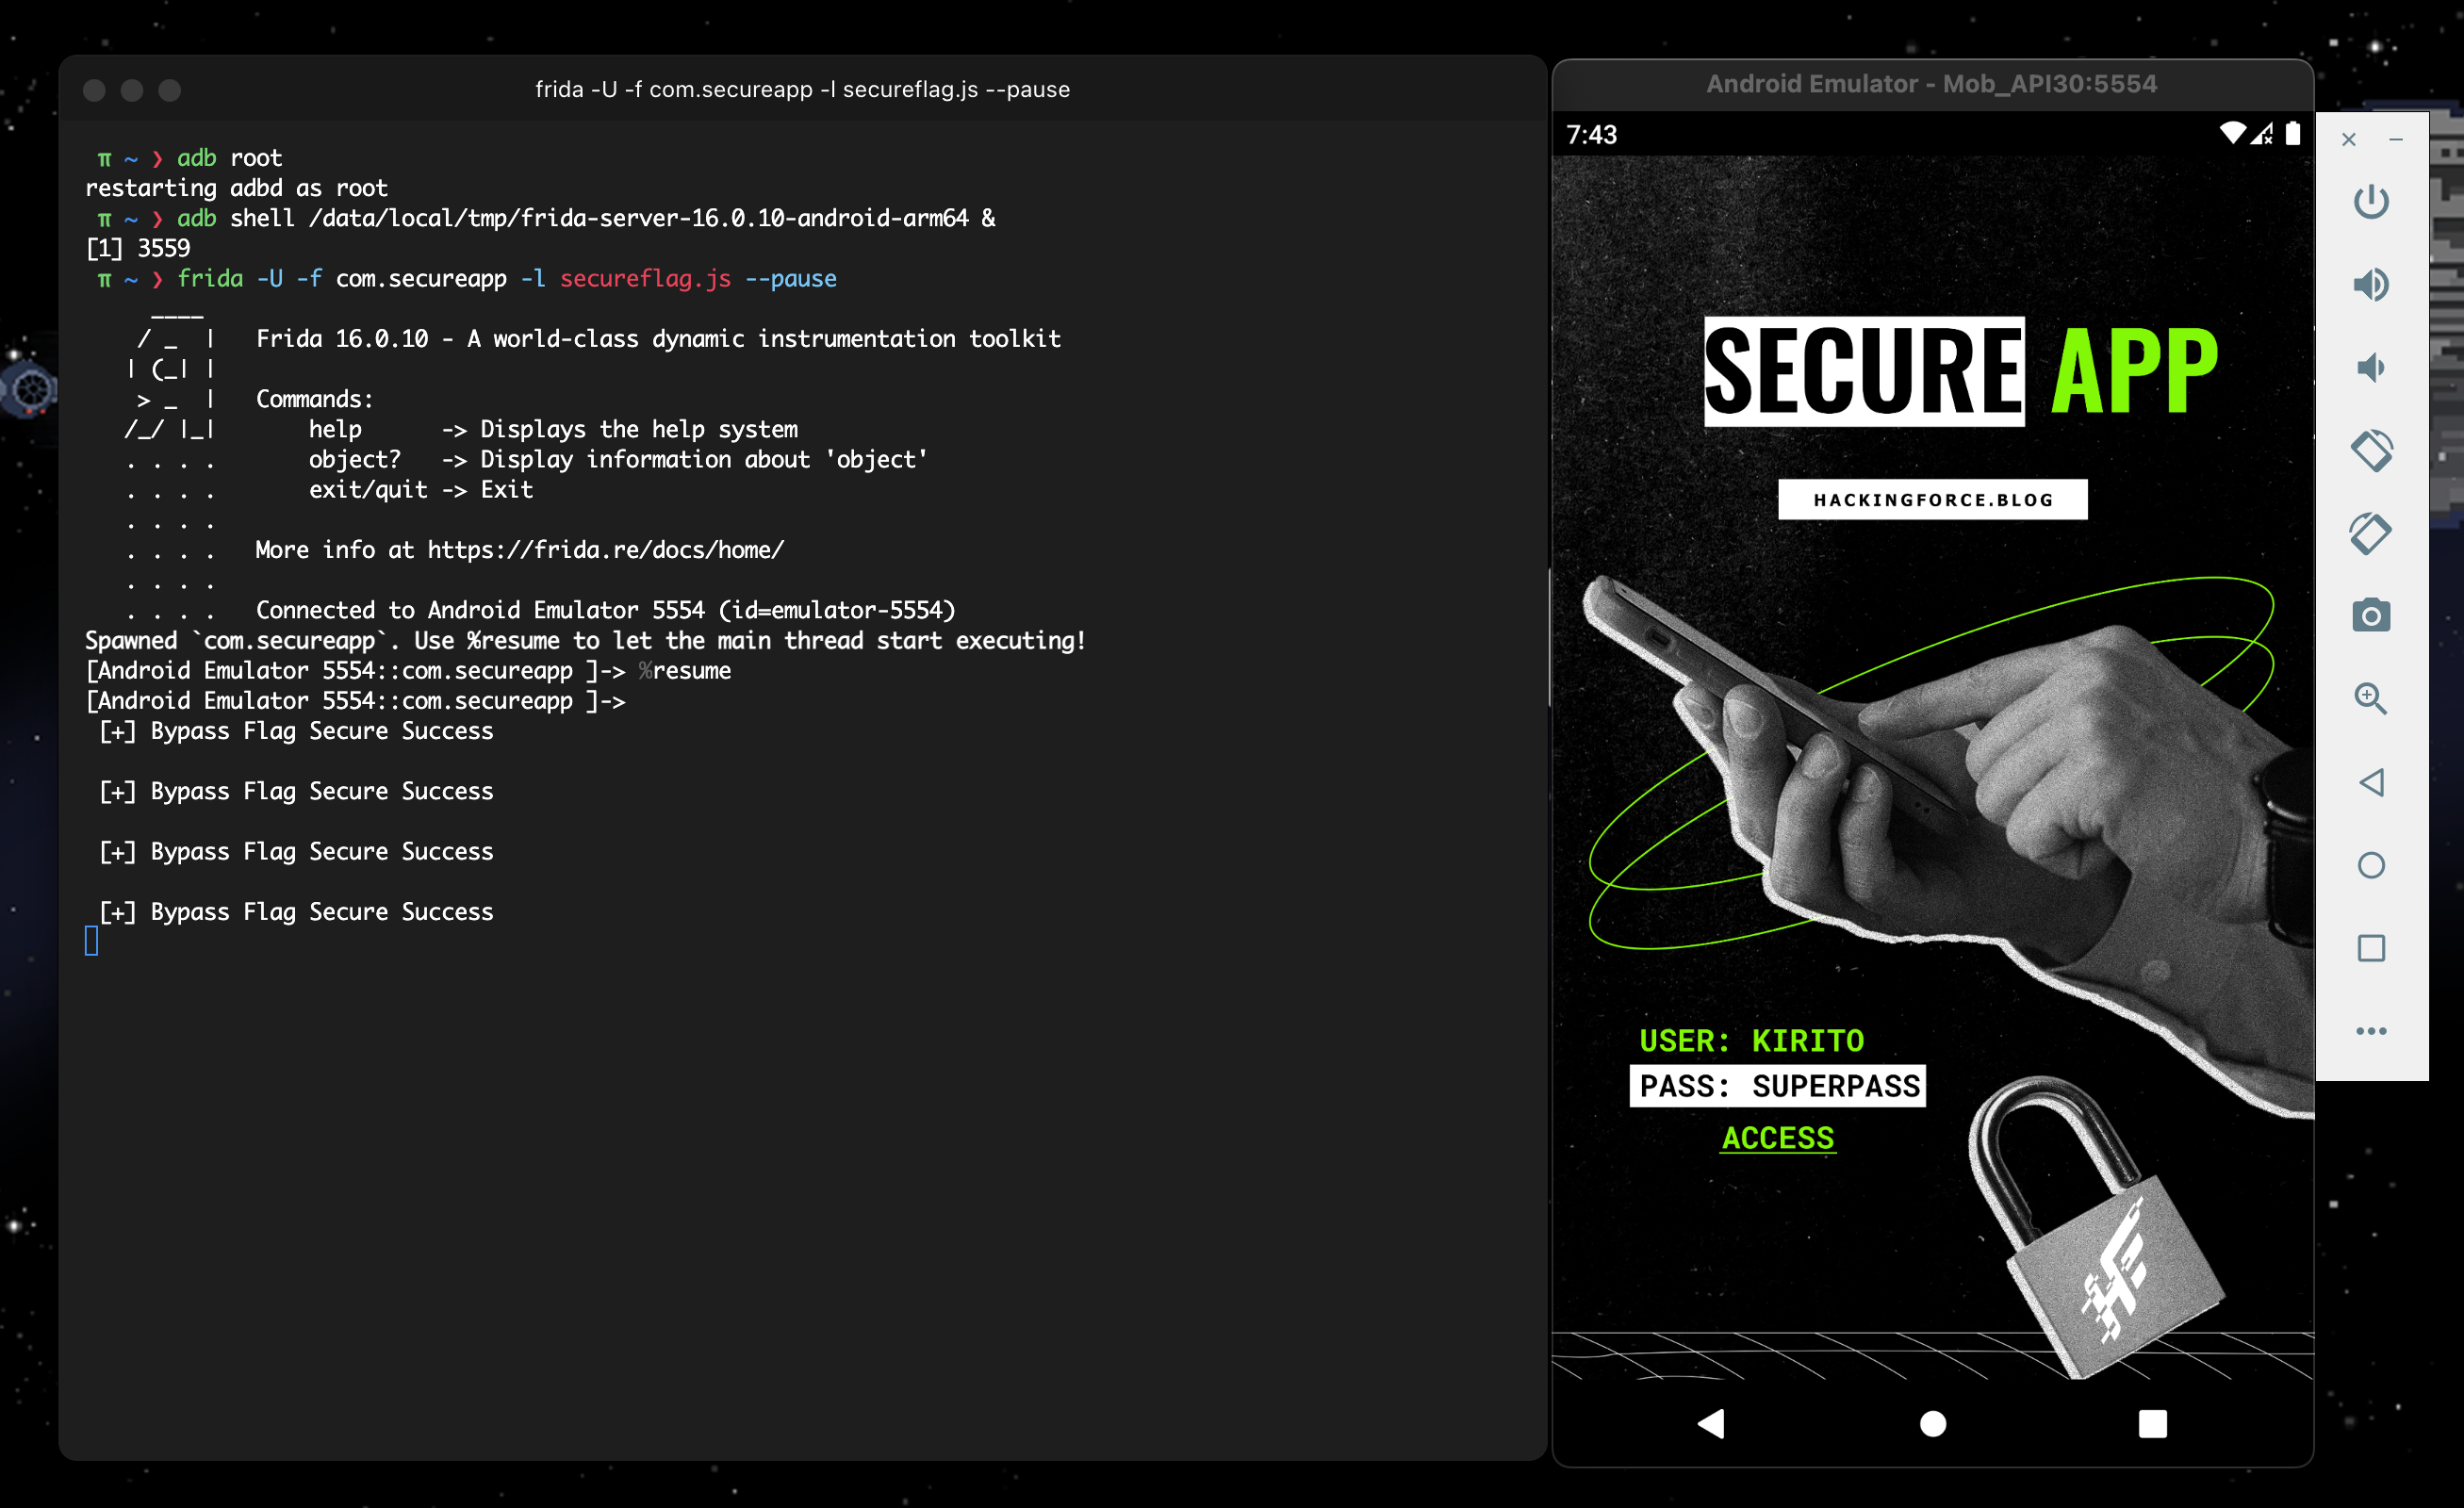 frida -U -f com.secureapp -l secureflag.js --pause
π ~ ❯ adb root
restarting adbd as root
π ~ ❯ adb shell /data/local/tmp/frida-server-16.0.10-android-arm64 &
[1] 3559
π ~ ❯ frida -U -f com.secureapp -l secureflag.js --pause
     ____
    / _  |   Frida 16.0.10 - A world-class dynamic instrumentation toolkit
   | (_| |
    > _  |   Commands:
   /_/ |_|       help      -> Displays the help system
   . . . .       object?   -> Display information about 'object'
   . . . .       exit/quit -> Exit
   . . . .
   . . . .   More info at https://frida.re/docs/home/
   . . . .
   . . . .   Connected to Android Emulator 5554 (id=emulator-5554)
Spawned `com.secureapp`. Use %resume to let the main thread start executing!
[Android Emulator 5554::com.secureapp ]-> %resume
[Android Emulator 5554::com.secureapp ]->
[+] Bypass Flag Secure Success
[+] Bypass Flag Secure Success
[+] Bypass Flag Secure Success
[+] Bypass Flag Secure Success
Android Emulator - Mob_API30:5554
7:43
SECURE APP
HACKINGFORCE.BLOG
USER: KIRITO
PASS: SUPERPASS
ACCESS